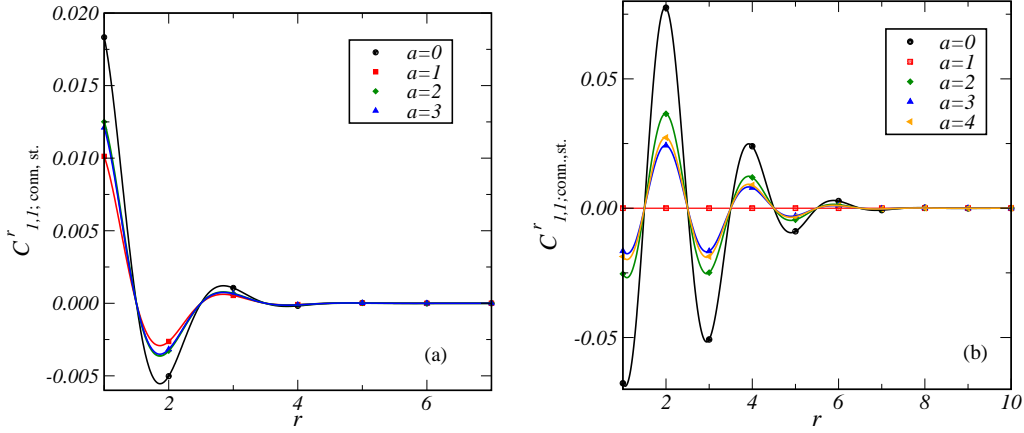 0.020
0.015
0.010
0.005
0.000
-0.005
C^r_{1,1;conn, st.}
a=0
a=1
a=2
a=3
(a)
2 4 6
r
0.05
0.00
-0.05
C^r_{1,1;conn.,st.}
a=0
a=1
a=2
a=3
a=4
(b)
2 4 6 8 10
r